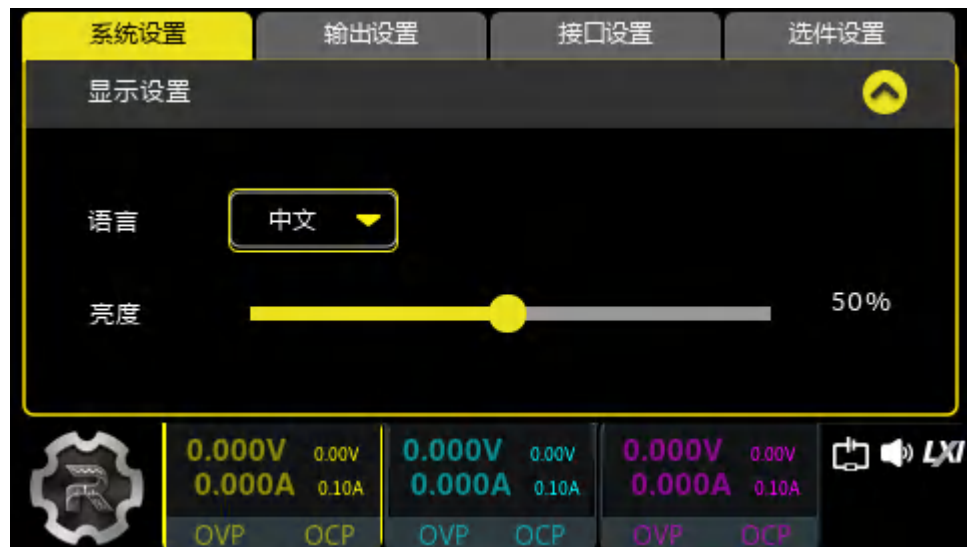 系统设置 输出设置 接口设置 选件设置
显示设置
语言 中文
亮度 50%
0.000V 0.00V 0.000V 0.00V 0.000V 0.00V LXI
0.000A 0.10A 0.000A 0.10A 0.000A 0.10A
OVP OCP OVP OCP OVP OCP